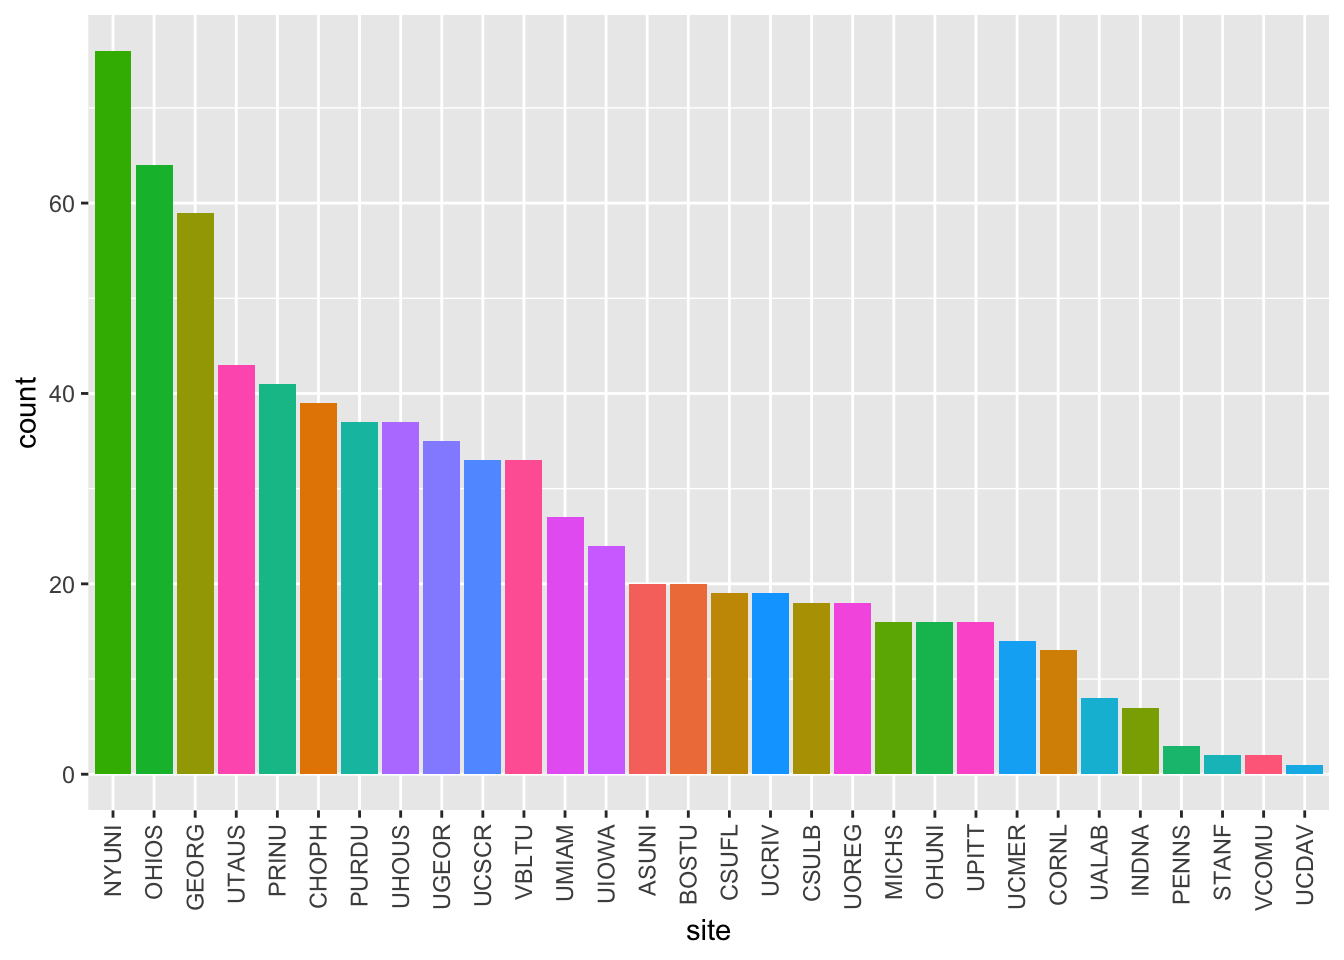 count
60
40
20
0
NYUNI
OHIOS
GEORG
UTAUS
PRINU
CHOPH
PURDU
UHOUS
UGEOR
UCSCR
VBLTU
UMIAM
UIOWA
ASUNI
BOSTU
CSUFL
UCRIV
CSULB
UOREG
MICHS
OHUNI
UPITT
UCMER
CORNL
UALAB
INDNA
PENNS
STANF
VCOMU
UCDAV
site